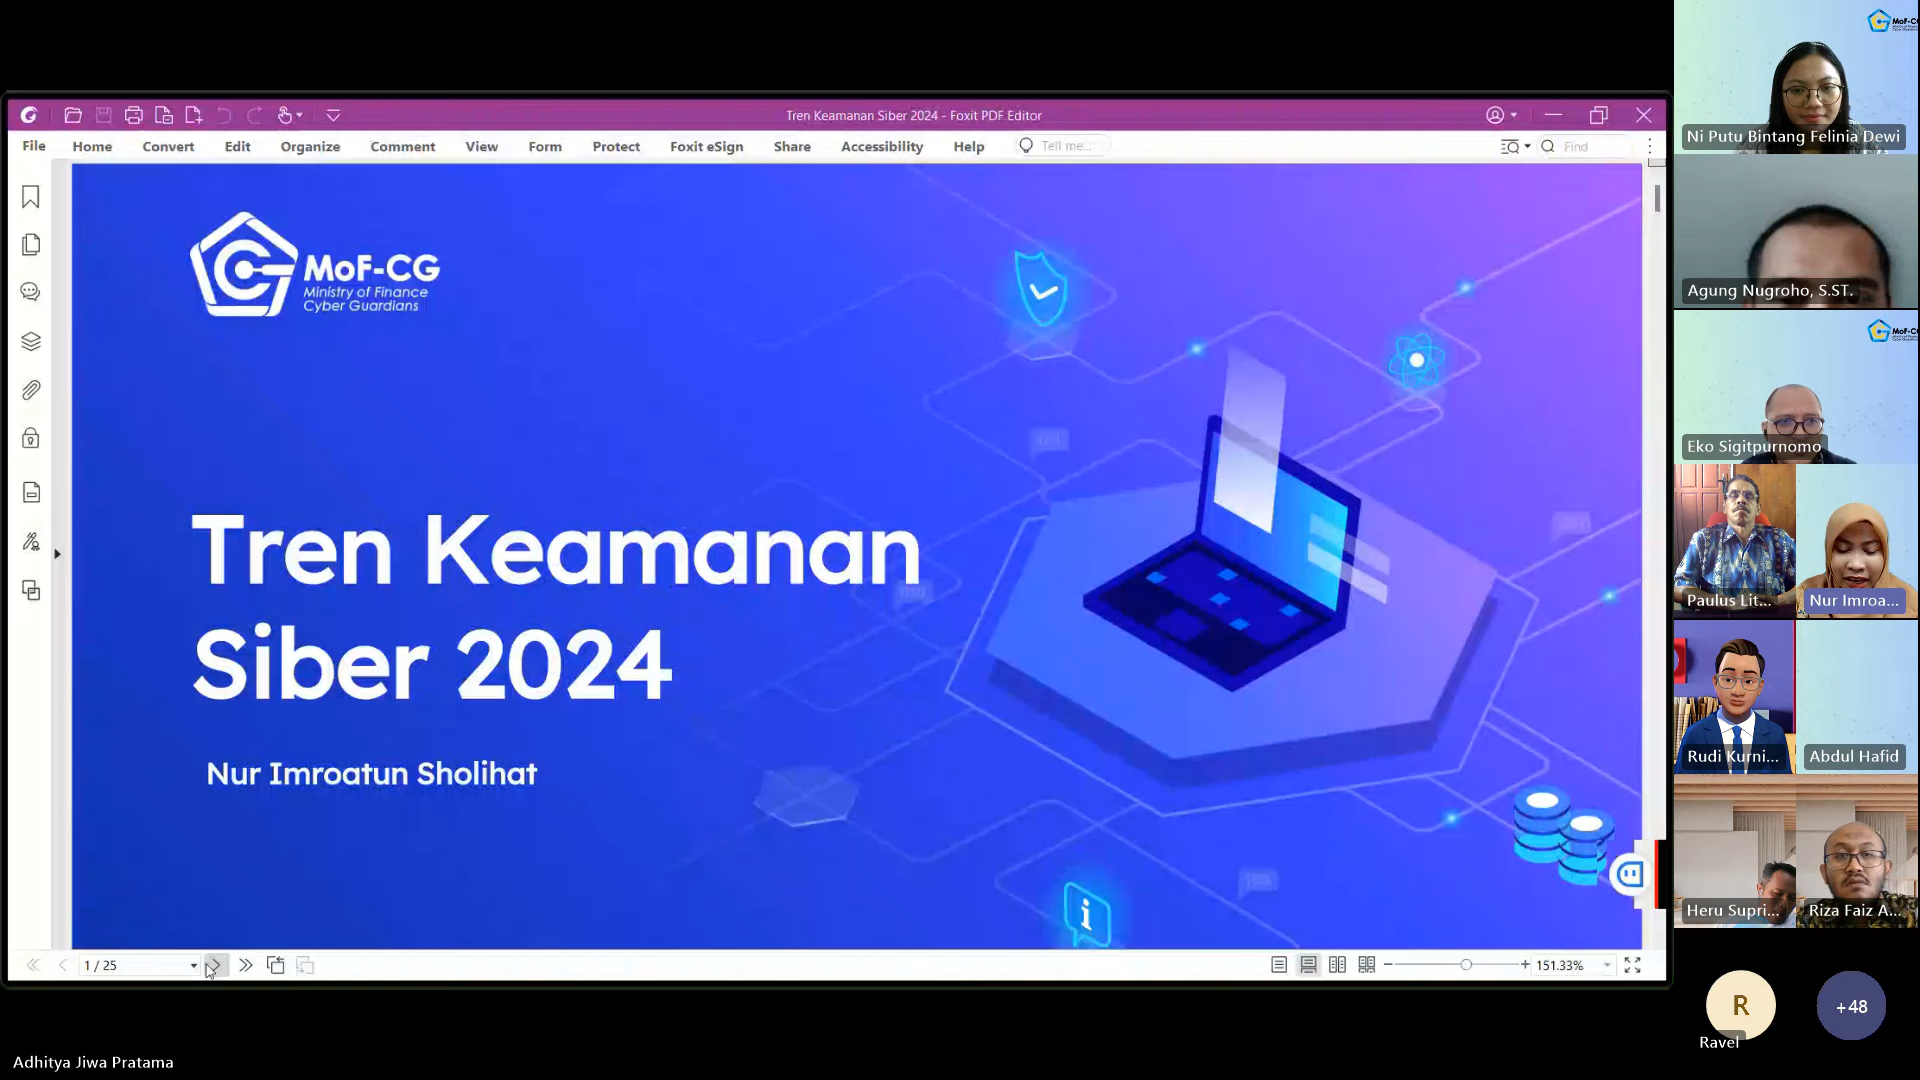 Tren Keamanan Siber 2024 - Foxit PDF Editor
File Home Convert Edit Organize Comment View Form Protect Foxit eSign Share Accessibility Help Tell me... Find
MoF-CG
Ministry of Finance
Cyber Guardians
Tren Keamanan
Siber 2024
Nur Imroatun Sholihat
1 / 25
151.33%
Adhitya Jiwa Pratama
Ni Putu Bintang Felinia Dewi
Agung Nugroho, S.ST.
Eko Sigitpurnomo
Paulus Lit...
Nur Imroa...
Rudi Kurni...
Abdul Hafid
Heru Supri...
Riza Faiz A...
R
Ravel
+48